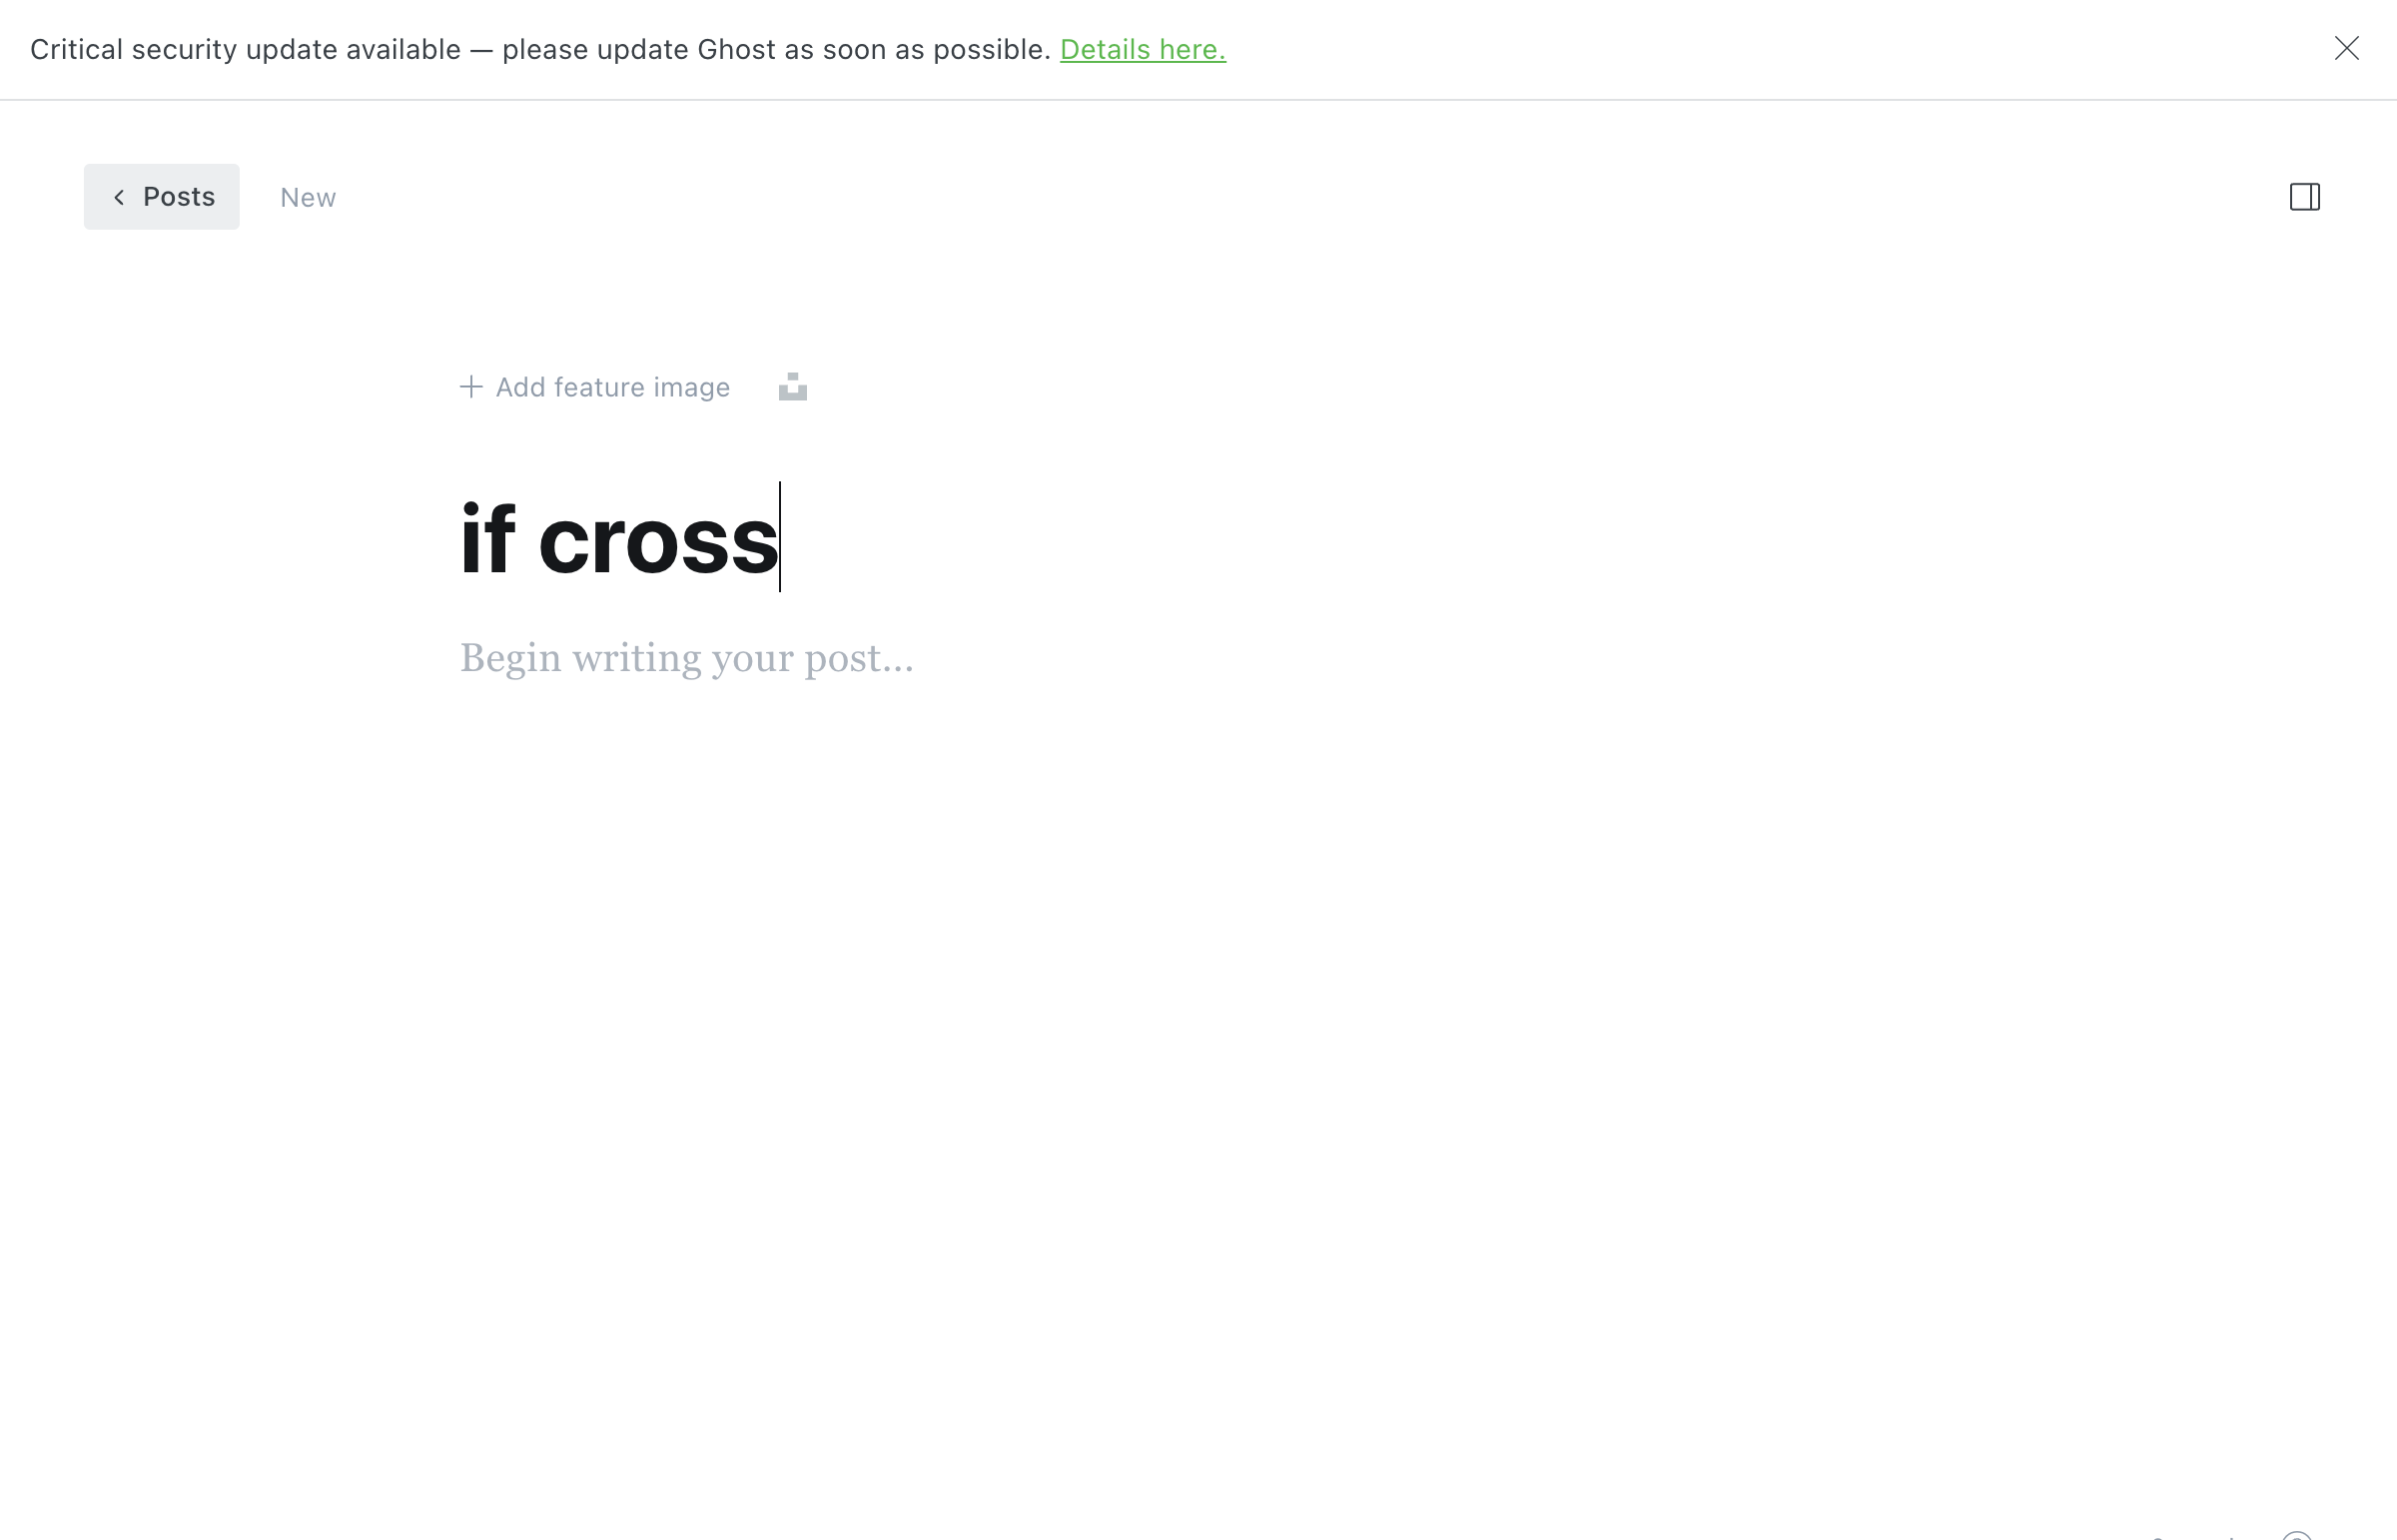 Critical security update available — please update Ghost as soon as possible. Details here.
Posts
New
Add feature image
if cross
Begin writing your post...